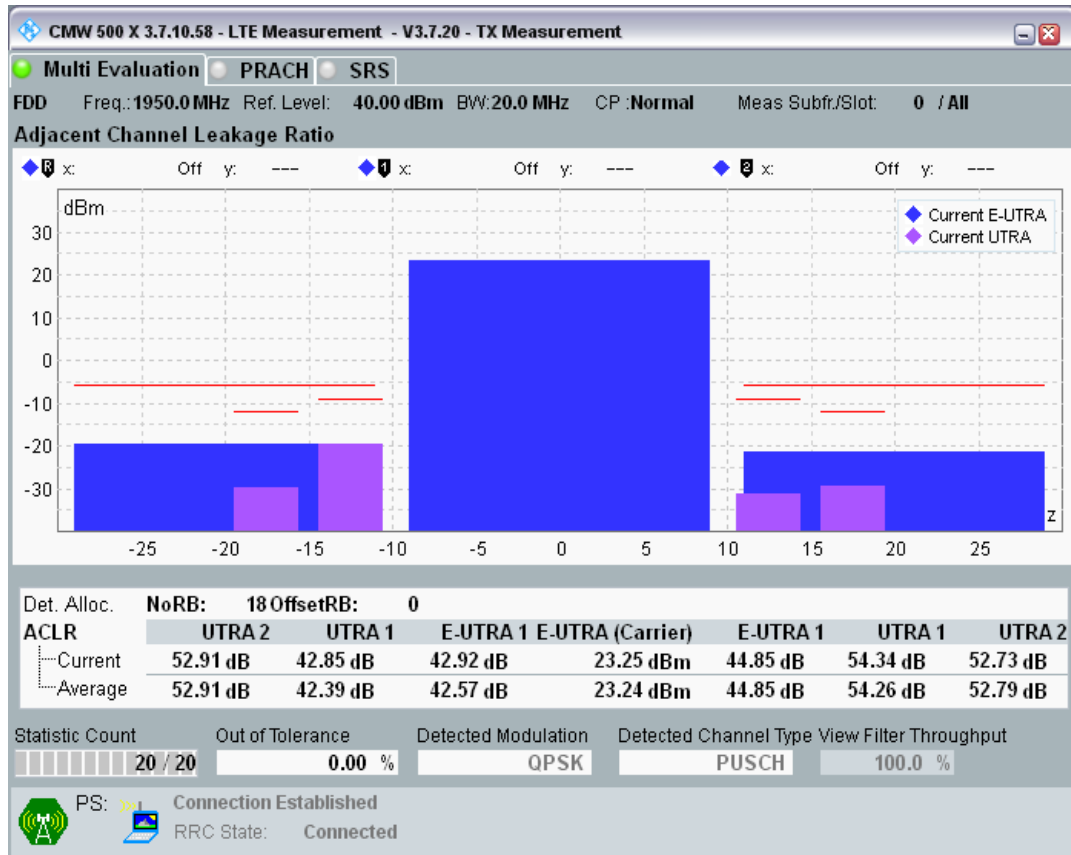 CMW 500 X 3.7.10.58 - LTE Measurement - V3.7.20 - TX Measurement
Multi Evaluation PRACH SRS
FDD Freq.:1950.0 MHz Ref. Level: 40.00 dBm BW:20.0 MHz CP :Normal Meas Subfr./Slot: 0 / All
Adjacent Channel Leakage Ratio
R x: Off y: --- 1 x: Off y: --- 2 x: Off y: ---
dBm
Current E-UTRA
Current UTRA
30
20
10
0
-10
-20
-30
z
-25 -20 -15 -10 -5 0 5 10 15 20 25
Det. Alloc. NoRB: 18 OffsetRB: 0
ACLR UTRA 2 UTRA 1 E-UTRA 1 E-UTRA (Carrier) E-UTRA 1 UTRA 1 UTRA 2
Current 52.91 dB 42.85 dB 42.92 dB 23.25 dBm 44.85 dB 54.34 dB 52.73 dB
Average 52.91 dB 42.39 dB 42.57 dB 23.24 dBm 44.85 dB 54.26 dB 52.79 dB
Statistic Count Out of Tolerance Detected Modulation Detected Channel Type View Filter Throughput
20 / 20 0.00 % QPSK PUSCH 100.0 %
PS: Connection Established
RRC State: Connected